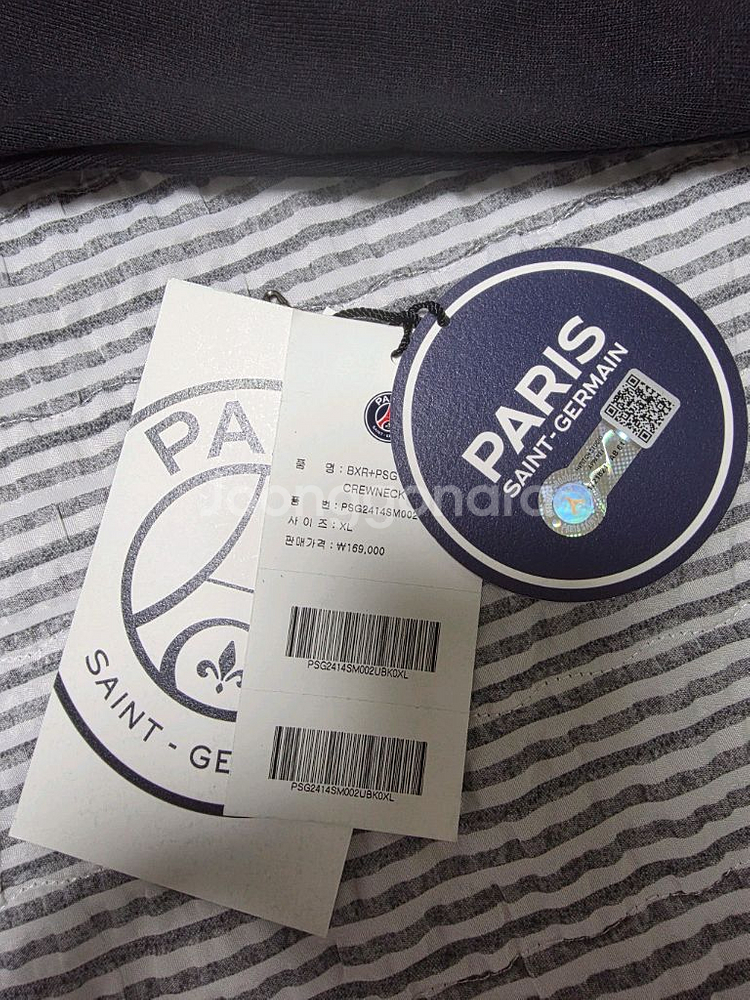 PA
SAINT - GE
품 명 : BXR+PSG
CREWNECK
품 번 : PSG2414SM002
사 이 즈 : XL
판매가격 : ₩169,000
PSG2414SM002UBK0XL
PSG2414SM002UBK0XL
PARIS
SAINT-GERMAIN
Joonggonara